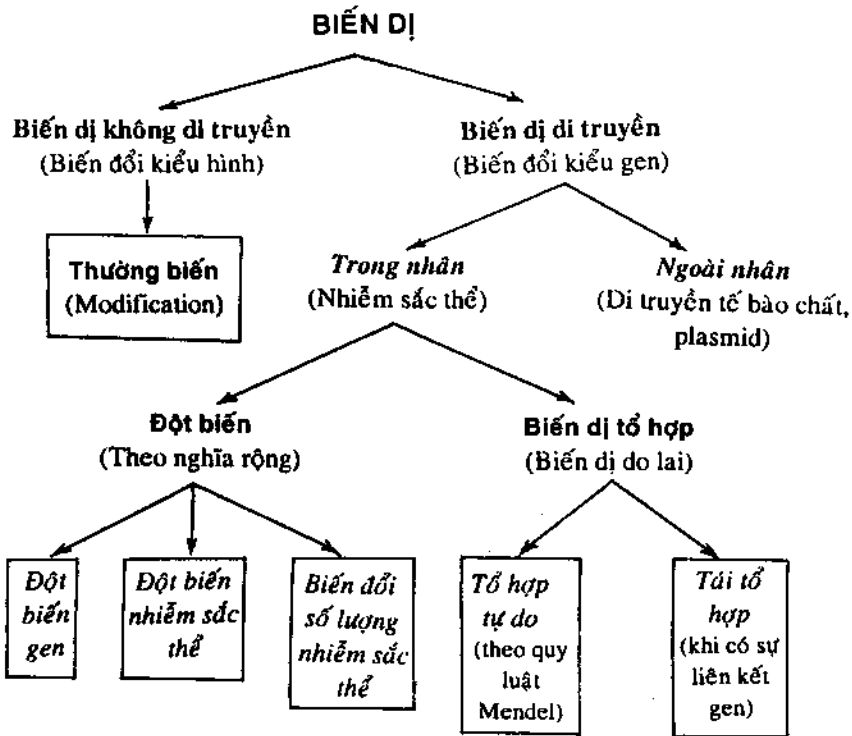 BIẾN DỊ
Biến dị không di truyền
(Biến đổi kiểu hình)
Biến dị di truyền
(Biến đổi kiểu gen)
Thường biến
(Modification)
Trong nhân
(Nhiễm sắc thể)
Ngoài nhân
(Di truyền tế bào chất,
plasmid)
Đột biến
(Theo nghĩa rộng)
Biến dị tổ hợp
(Biến dị do lai)
Đột
biến
gen
Đột biến
nhiễm sắc
thể
Biến đổi
số lượng
nhiễm sắc
thể
Tổ hợp
tự do
(theo quy
luật
Mendel)
Tái tổ
hợp
(khi có sự
liên kết
gen)